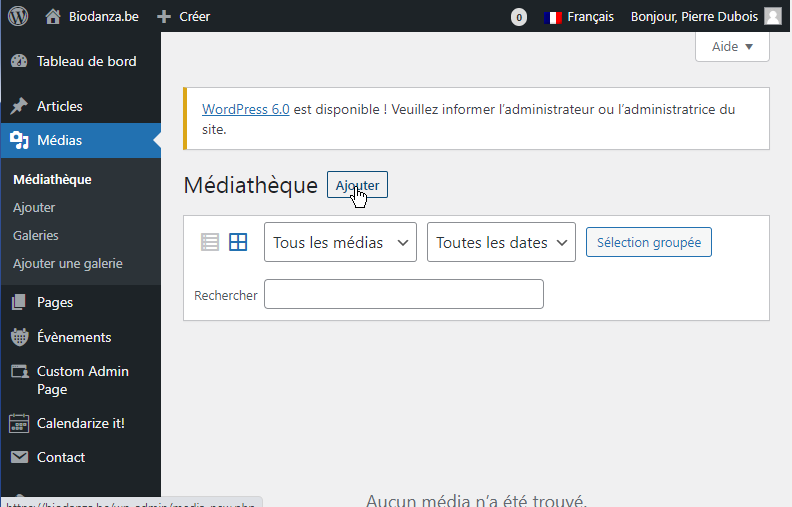 Biodanza.be
Créer
0
Français
Bonjour, Pierre Dubois
Aide
Tableau de bord
Articles
Médias
Médiathèque
Ajouter
Galeries
Ajouter une galerie
Pages
Évènements
Custom Admin
Page
Calendarize it!
Contact
WordPress 6.0 est disponible ! Veuillez informer l’administrateur ou l’administratrice du
site.
Médiathèque
Ajouter
Tous les médias
Toutes les dates
Sélection groupée
Rechercher
Aucun média n’a été trouvé.
https://biodanza.be/wp-admin/media-new.php